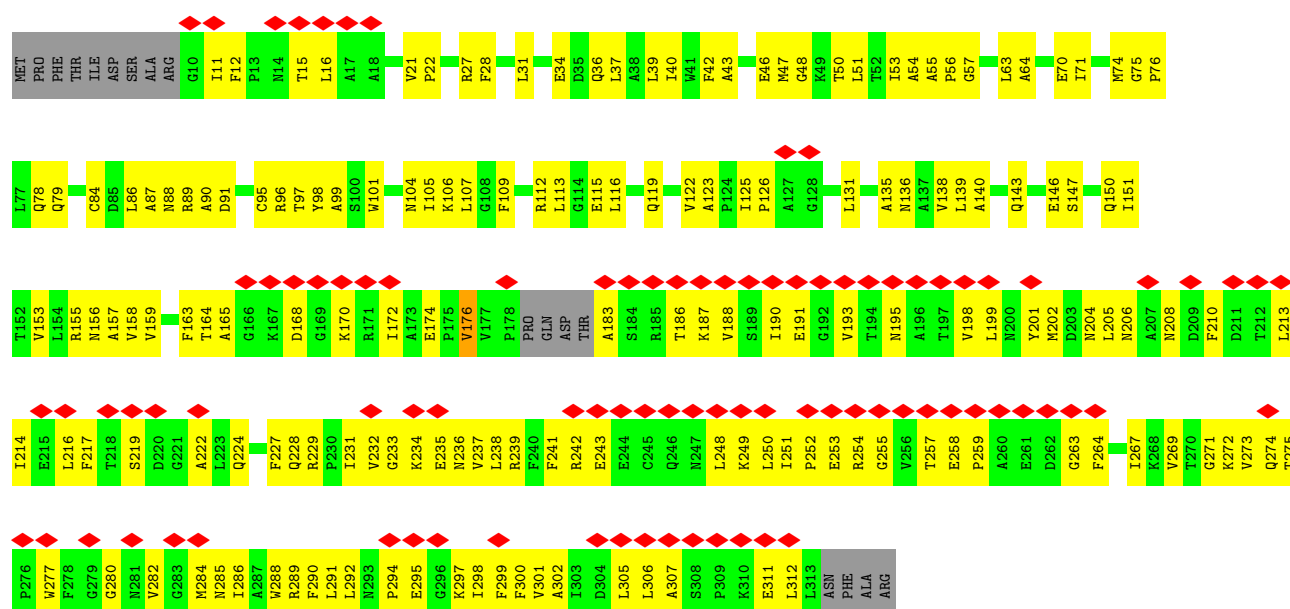 MET PRO PHE THR ILE ASP SER ALA ARG G10 I11 F12 P13 N14 T15 L16 A17 A18 V21 P22 R27 F28 L31 E34 D35 Q36 L37 A38 L39 I40 W41 F42 A43 E46 M47 G48 K49 T50 L51 T52 I53 A54 A55 P56 G57 L63 A64 E70 I71 M74 G75 P76
L77 Q78 Q79 C84 D85 L86 A87 N88 R89 A90 D91 C95 R96 T97 Y98 A99 S100 W101 N104 I105 K106 L107 G108 F109 R112 L113 G114 E115 L116 Q119 V122 A123 P124 I125 P126 A127 G128 L131 A135 N136 A137 V138 L139 A140 Q143 E146 S147 Q150 I151
T152 V153 L154 R155 N156 A157 V158 V159 F163 T164 A165 G166 K167 D168 G169 K170 R171 I172 A173 E174 P175 V176 V177 P178 PRO GLN ASP THR A183 S184 R185 T186 K187 V188 S189 I190 E191 G192 V193 T194 N195 A196 T197 V198 L199 N200 Y201 M202 D203 N204 L205 N206 A207 N208 D209 F210 D211 T212 L213
I214 E215 L216 F217 T218 S219 D220 G221 A222 L223 Q224 F227 Q228 R229 P230 I231 V232 G233 K234 E235 N236 V237 L238 R239 F240 F241 R242 E243 E244 C245 Q246 N247 L248 K249 L250 I251 P252 E253 R254 G255 V256 T257 E258 P259 A260 E261 D262 G263 F264 I267 K268 V269 T270 G271 K272 V273 Q274 T275
P276 W277 F278 G279 G280 N281 V282 G283 M284 N285 I286 A287 W288 R289 F290 L291 L292 N293 P294 E295 G296 K297 I298 F299 F300 V301 A302 I303 D304 L305 L306 A307 S308 P309 K310 E311 L312 L313 ASN PHE ALA ARG